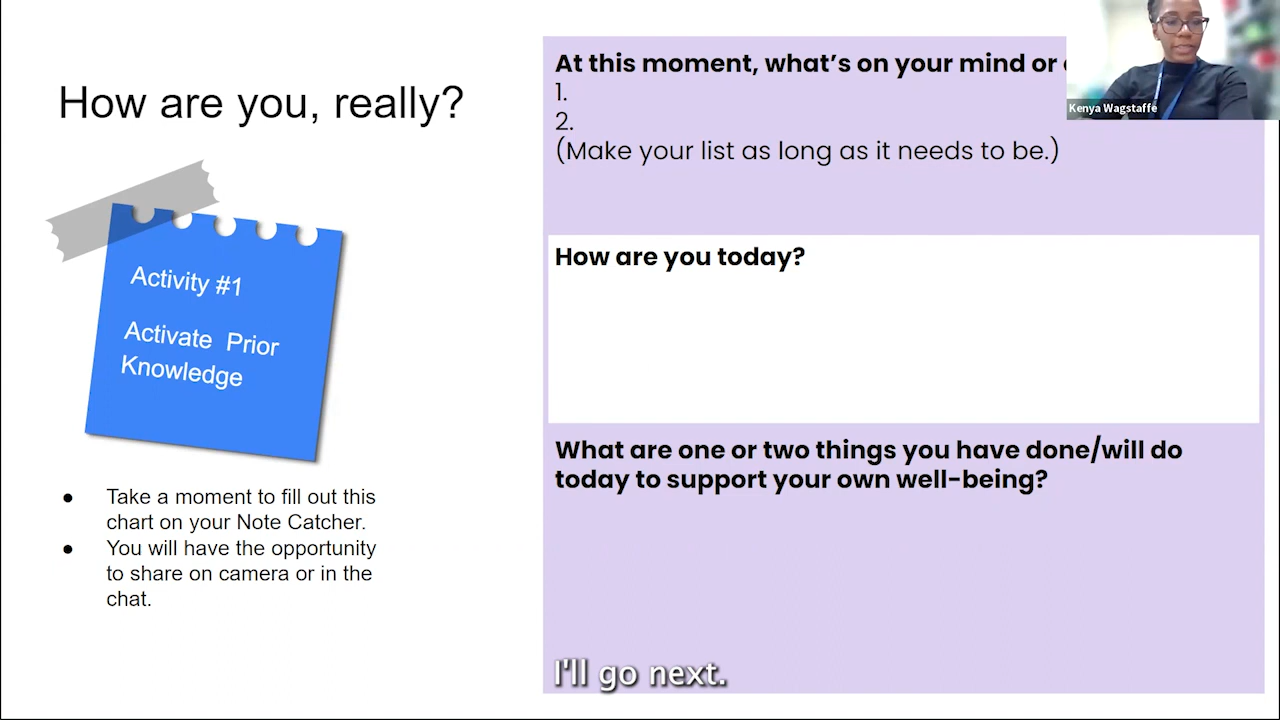 How are you, really?
Activity #1
Activate Prior
Knowledge
● Take a moment to fill out this
chart on your Note Catcher.
● You will have the opportunity
to share on camera or in the
chat.
At this moment, what's on your mind or
1.
2.
(Make your list as long as it needs to be.)
How are you today?
What are one or two things you have done/will do
today to support your own well-being?
I'll go next.
Kenya Wagstaffe